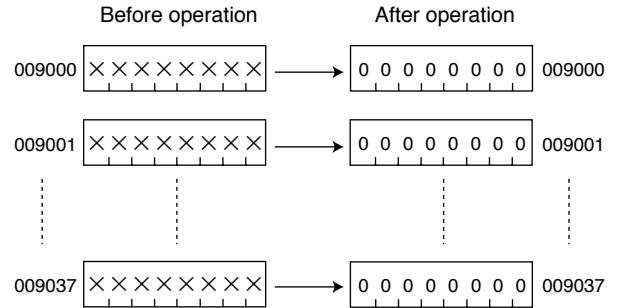 Before operation After operation
009000 ×××××××× 0 0 0 0 0 0 0 0 009000
009001 ×××××××× 0 0 0 0 0 0 0 0 009001
009037 ×××××××× 0 0 0 0 0 0 0 0 009037